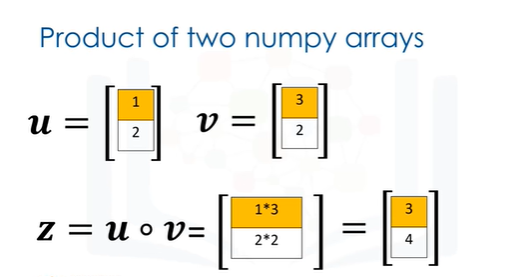 Product of two numpy arrays
u = [1 2] v = [3 2]
z = u ∘ v= [1*3 2*2] = [3 4]